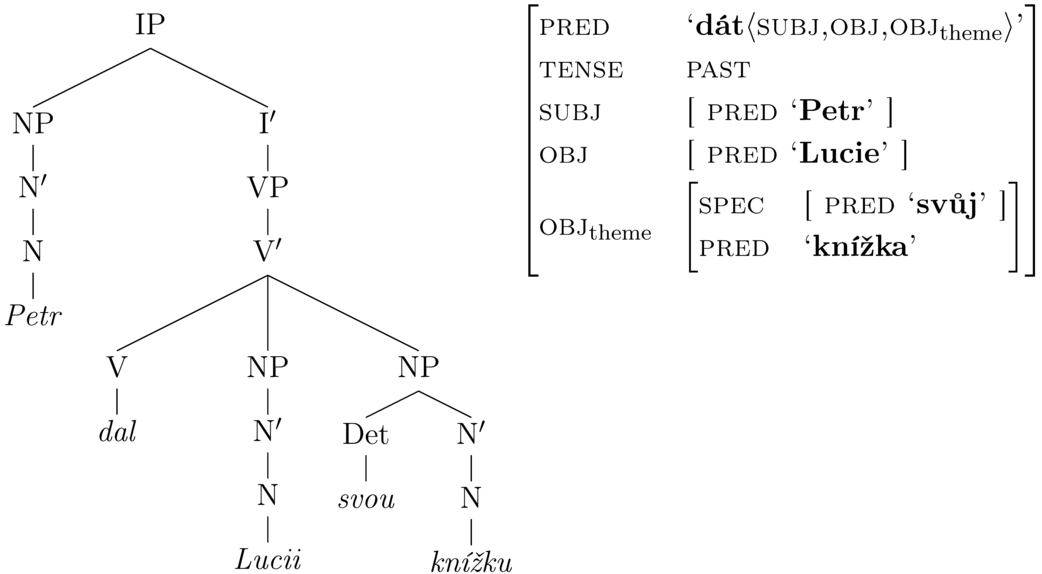 IP
NP I′
N′ VP
N V′
Petr
V NP NP
dal N′ Det N′
N svou N
Lucii knížku
PRED ‘dát⟨SUBJ,OBJ,OBJtheme⟩’
TENSE PAST
SUBJ [ PRED ‘Petr’ ]
OBJ [ PRED ‘Lucie’ ]
OBJtheme [SPEC [ PRED ‘svůj’ ]
PRED ‘knížka’]